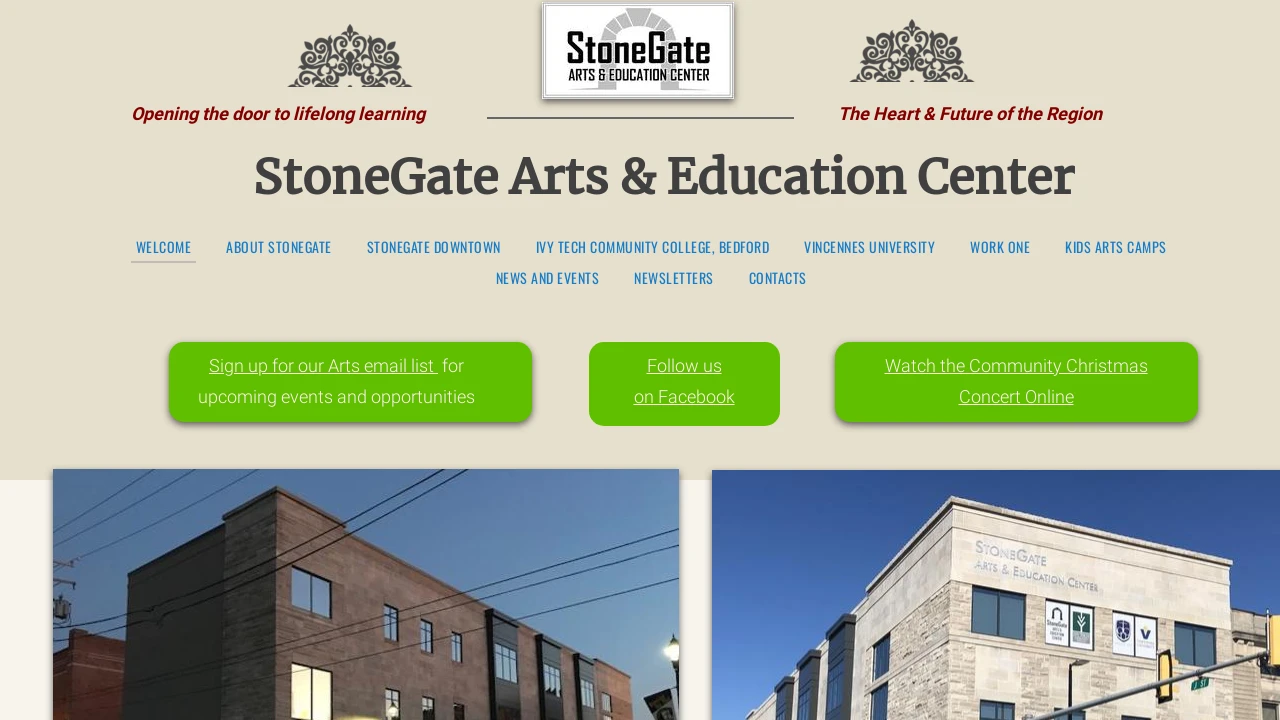 StoneGate
ARTS & EDUCATION CENTER
Opening the door to lifelong learning
The Heart & Future of the Region
StoneGate Arts & Education Center
WELCOME ABOUT STONEGATE STONEGATE DOWNTOWN IVY TECH COMMUNITY COLLEGE, BEDFORD VINCENNES UNIVERSITY WORK ONE KIDS ARTS CAMPS
NEWS AND EVENTS NEWSLETTERS CONTACTS
Sign up for our Arts email list for
upcoming events and opportunities
Follow us
on Facebook
Watch the Community Christmas
Concert Online
STONEGATE
ARTS & EDUCATION CENTER
StoneGate